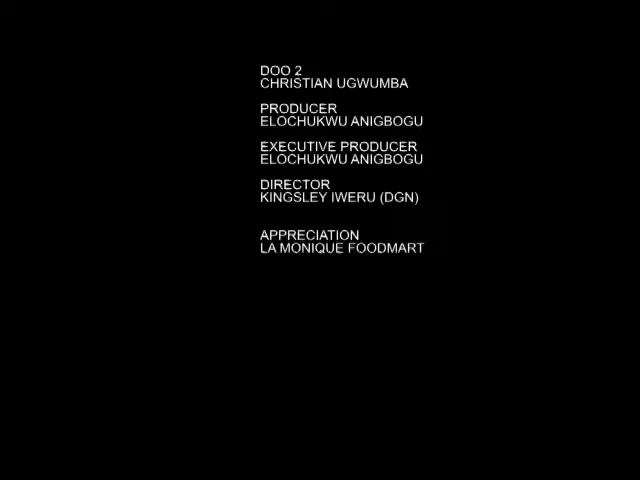 DOO 2
CHRISTIAN UGWUMBA
PRODUCER
ELOCHUKWU ANIGBOGU
EXECUTIVE PRODUCER
ELOCHUKWU ANIGBOGU
DIRECTOR
KINGSLEY IWERU (DGN)
APPRECIATION
LA MONIQUE FOODMART